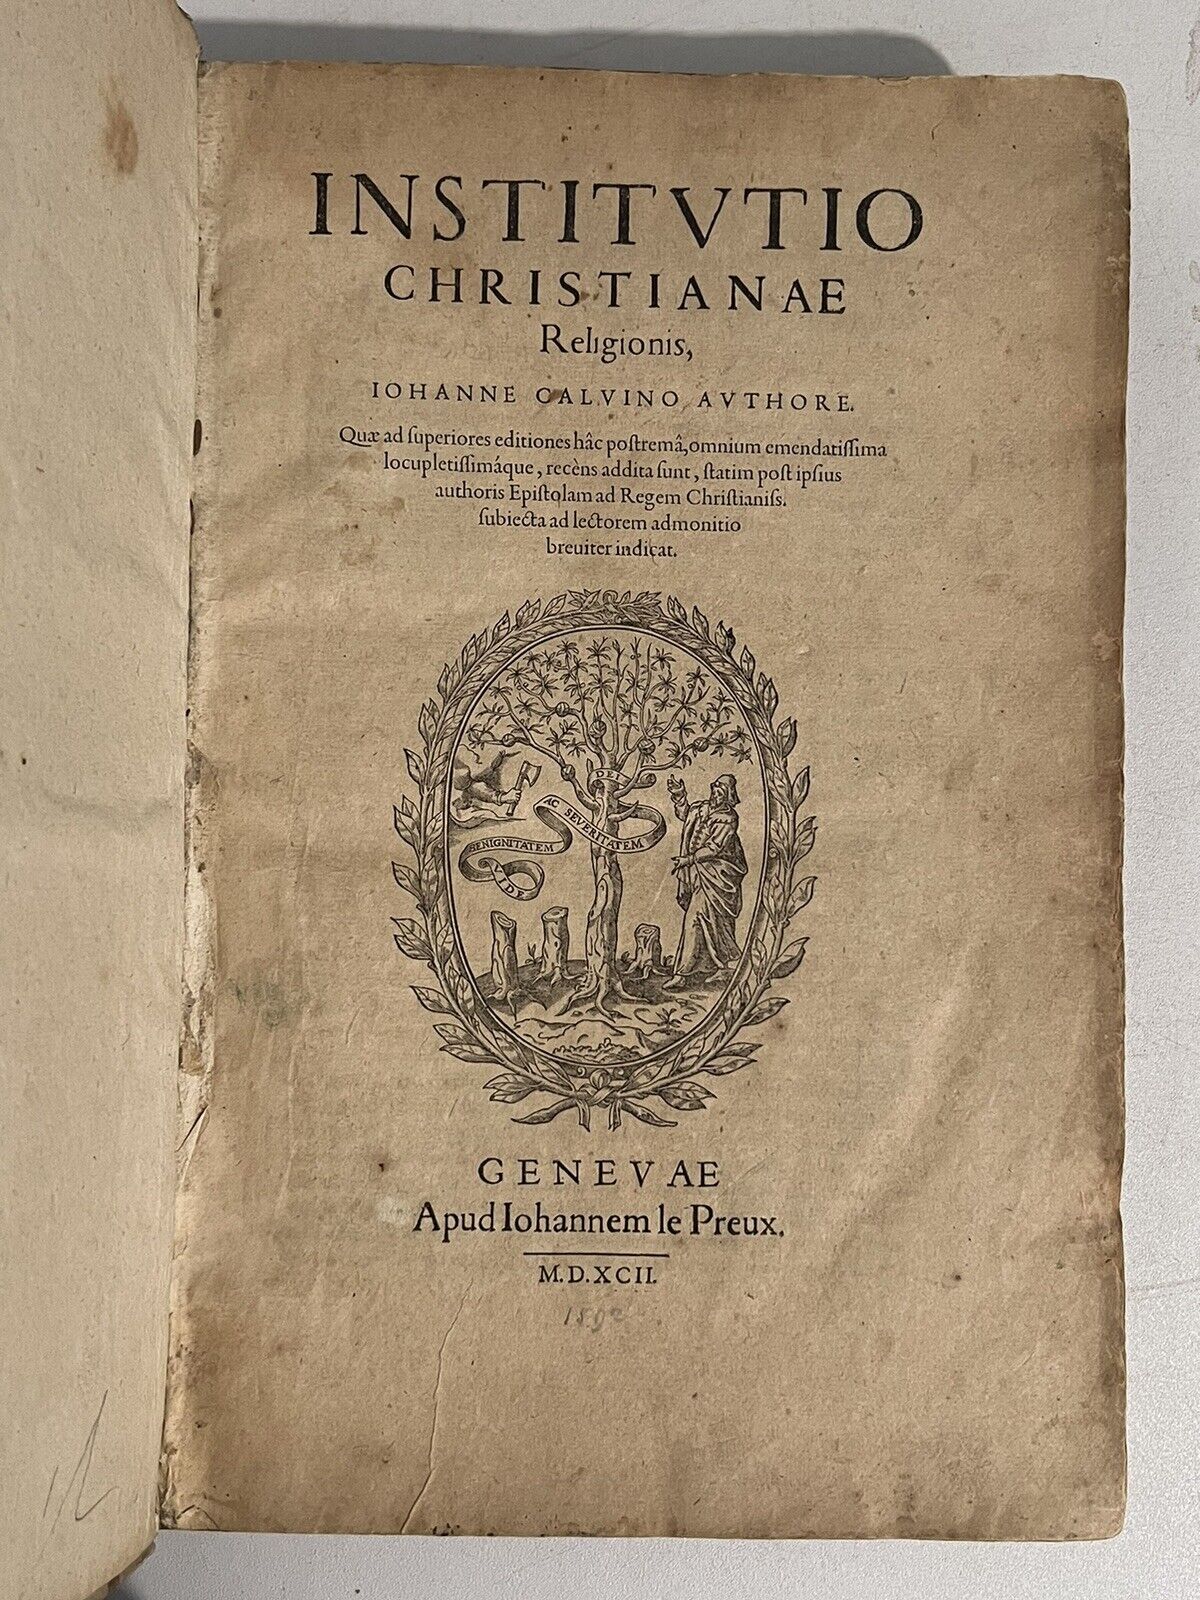 INSTITVTIO
CHRISTIANAE
Religionis,
IOHANNE CALVINO AVTHORE.
Quæ ad ſuperiores editiones hâc poſtremâ, omnium emendatiſſima
locupletiſſimáque, recèns addita ſunt, ſtatim poſt ipſius
authoris Epiſtolam ad Regem Chriſtianiſſ.
ſubiecta ad lectorem admonitio
breuiter indicat.
DEI
AC SEVERITATEM
BENIGNITATEM
VIDE
GENEVAE
Apud Iohannem le Preux.
M.D.XCII.
1592